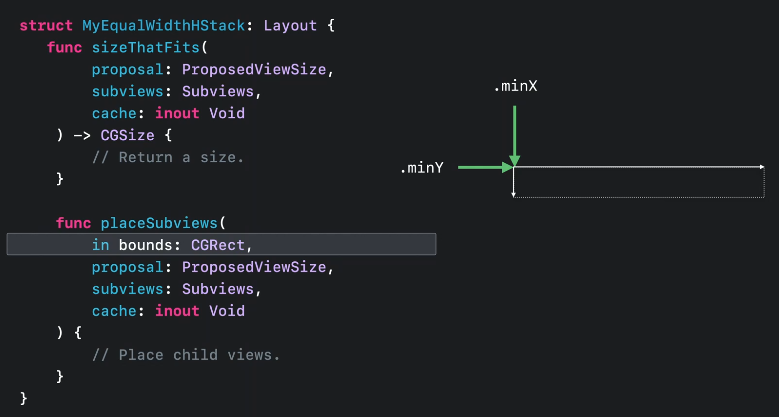 struct MyEqualWidthHStack: Layout {
func sizeThatFits(
proposal: ProposedViewSize,
subviews: Subviews,
cache: inout Void
) -> CGSize {
// Return a size.
}
func placeSubviews(
in bounds: CGRect,
proposal: ProposedViewSize,
subviews: Subviews,
cache: inout Void
) {
// Place child views.
}
}
.minX
.minY